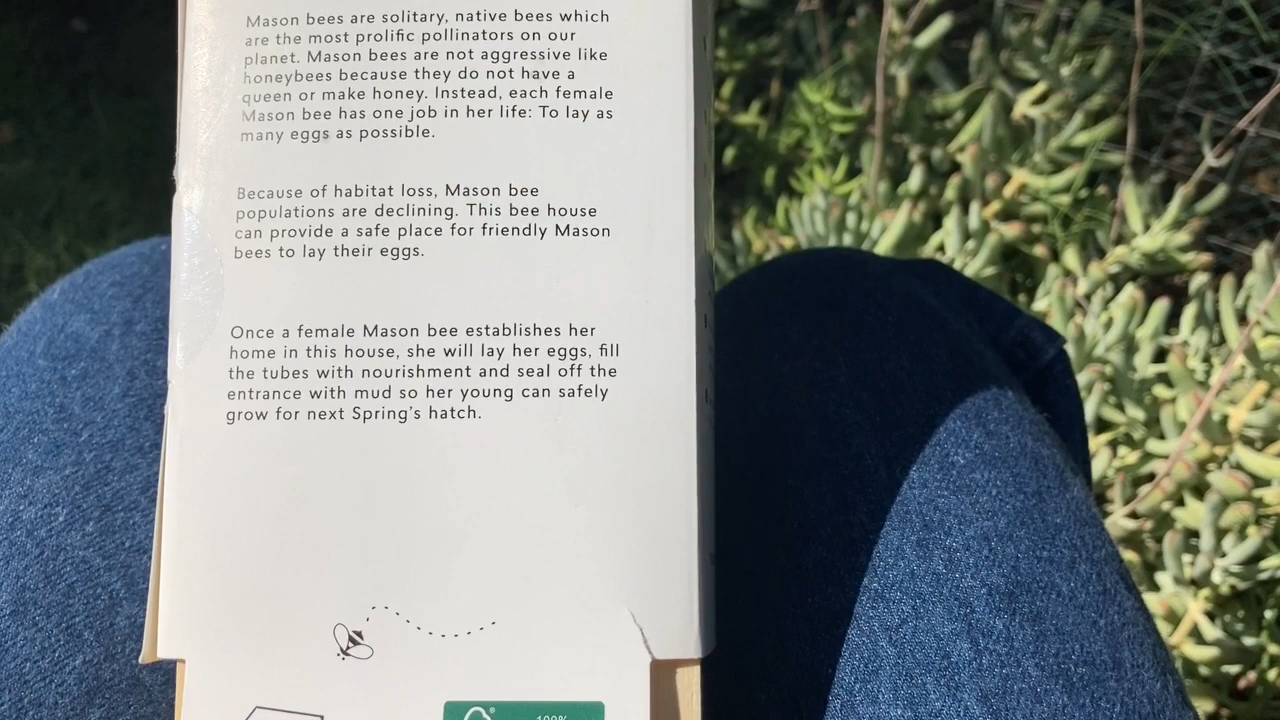 Mason bees are solitary, native bees which
are the most prolific pollinators on our
planet. Mason bees are not aggressive like
honeybees because they do not have a
queen or make honey. Instead, each female
Mason bee has one job in her life: To lay as
many eggs as possible.
Because of habitat loss, Mason bee
populations are declining. This bee house
can provide a safe place for friendly Mason
bees to lay their eggs.
Once a female Mason bee establishes her
home in this house, she will lay her eggs, fill
the tubes with nourishment and seal off the
entrance with mud so her young can safely
grow for next Spring's hatch.
® 100%